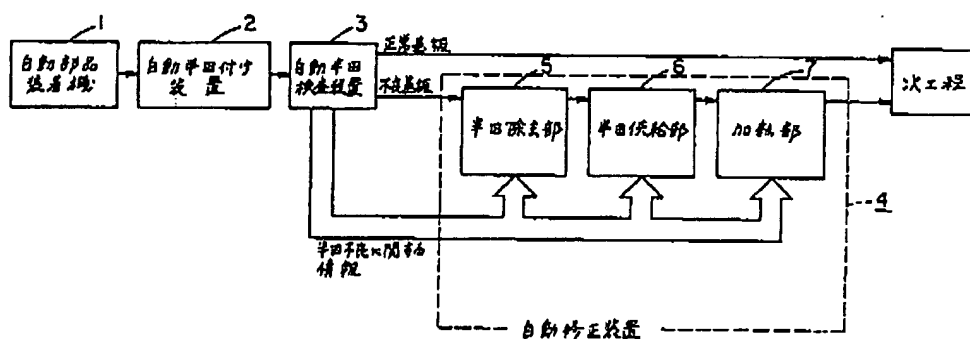 1
自動部品
装着機
2
自動半田付け
装置
3
自動半田
検査装置
正常基板
不良基板
5
半田除去部
6
半田供給部
7
加熱部
次工程
4
半田不良に関する
情報
自動修正装置